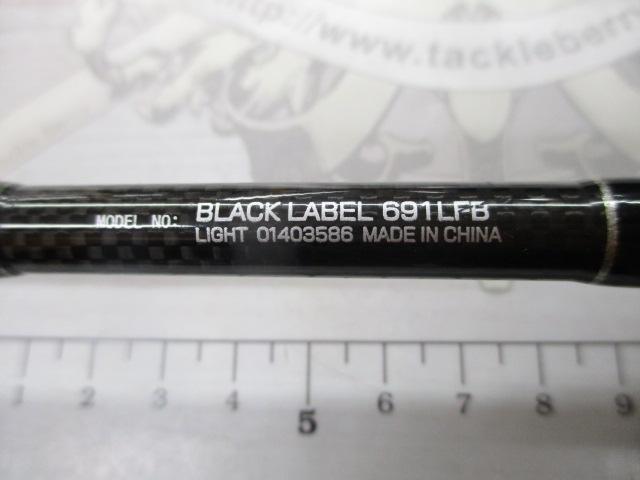 http://www.tackleberr
MODEL NO: BLACK LABEL 691LFB
LIGHT 01403586 MADE IN CHINA
1 2 3 4 5 6 7 8 9